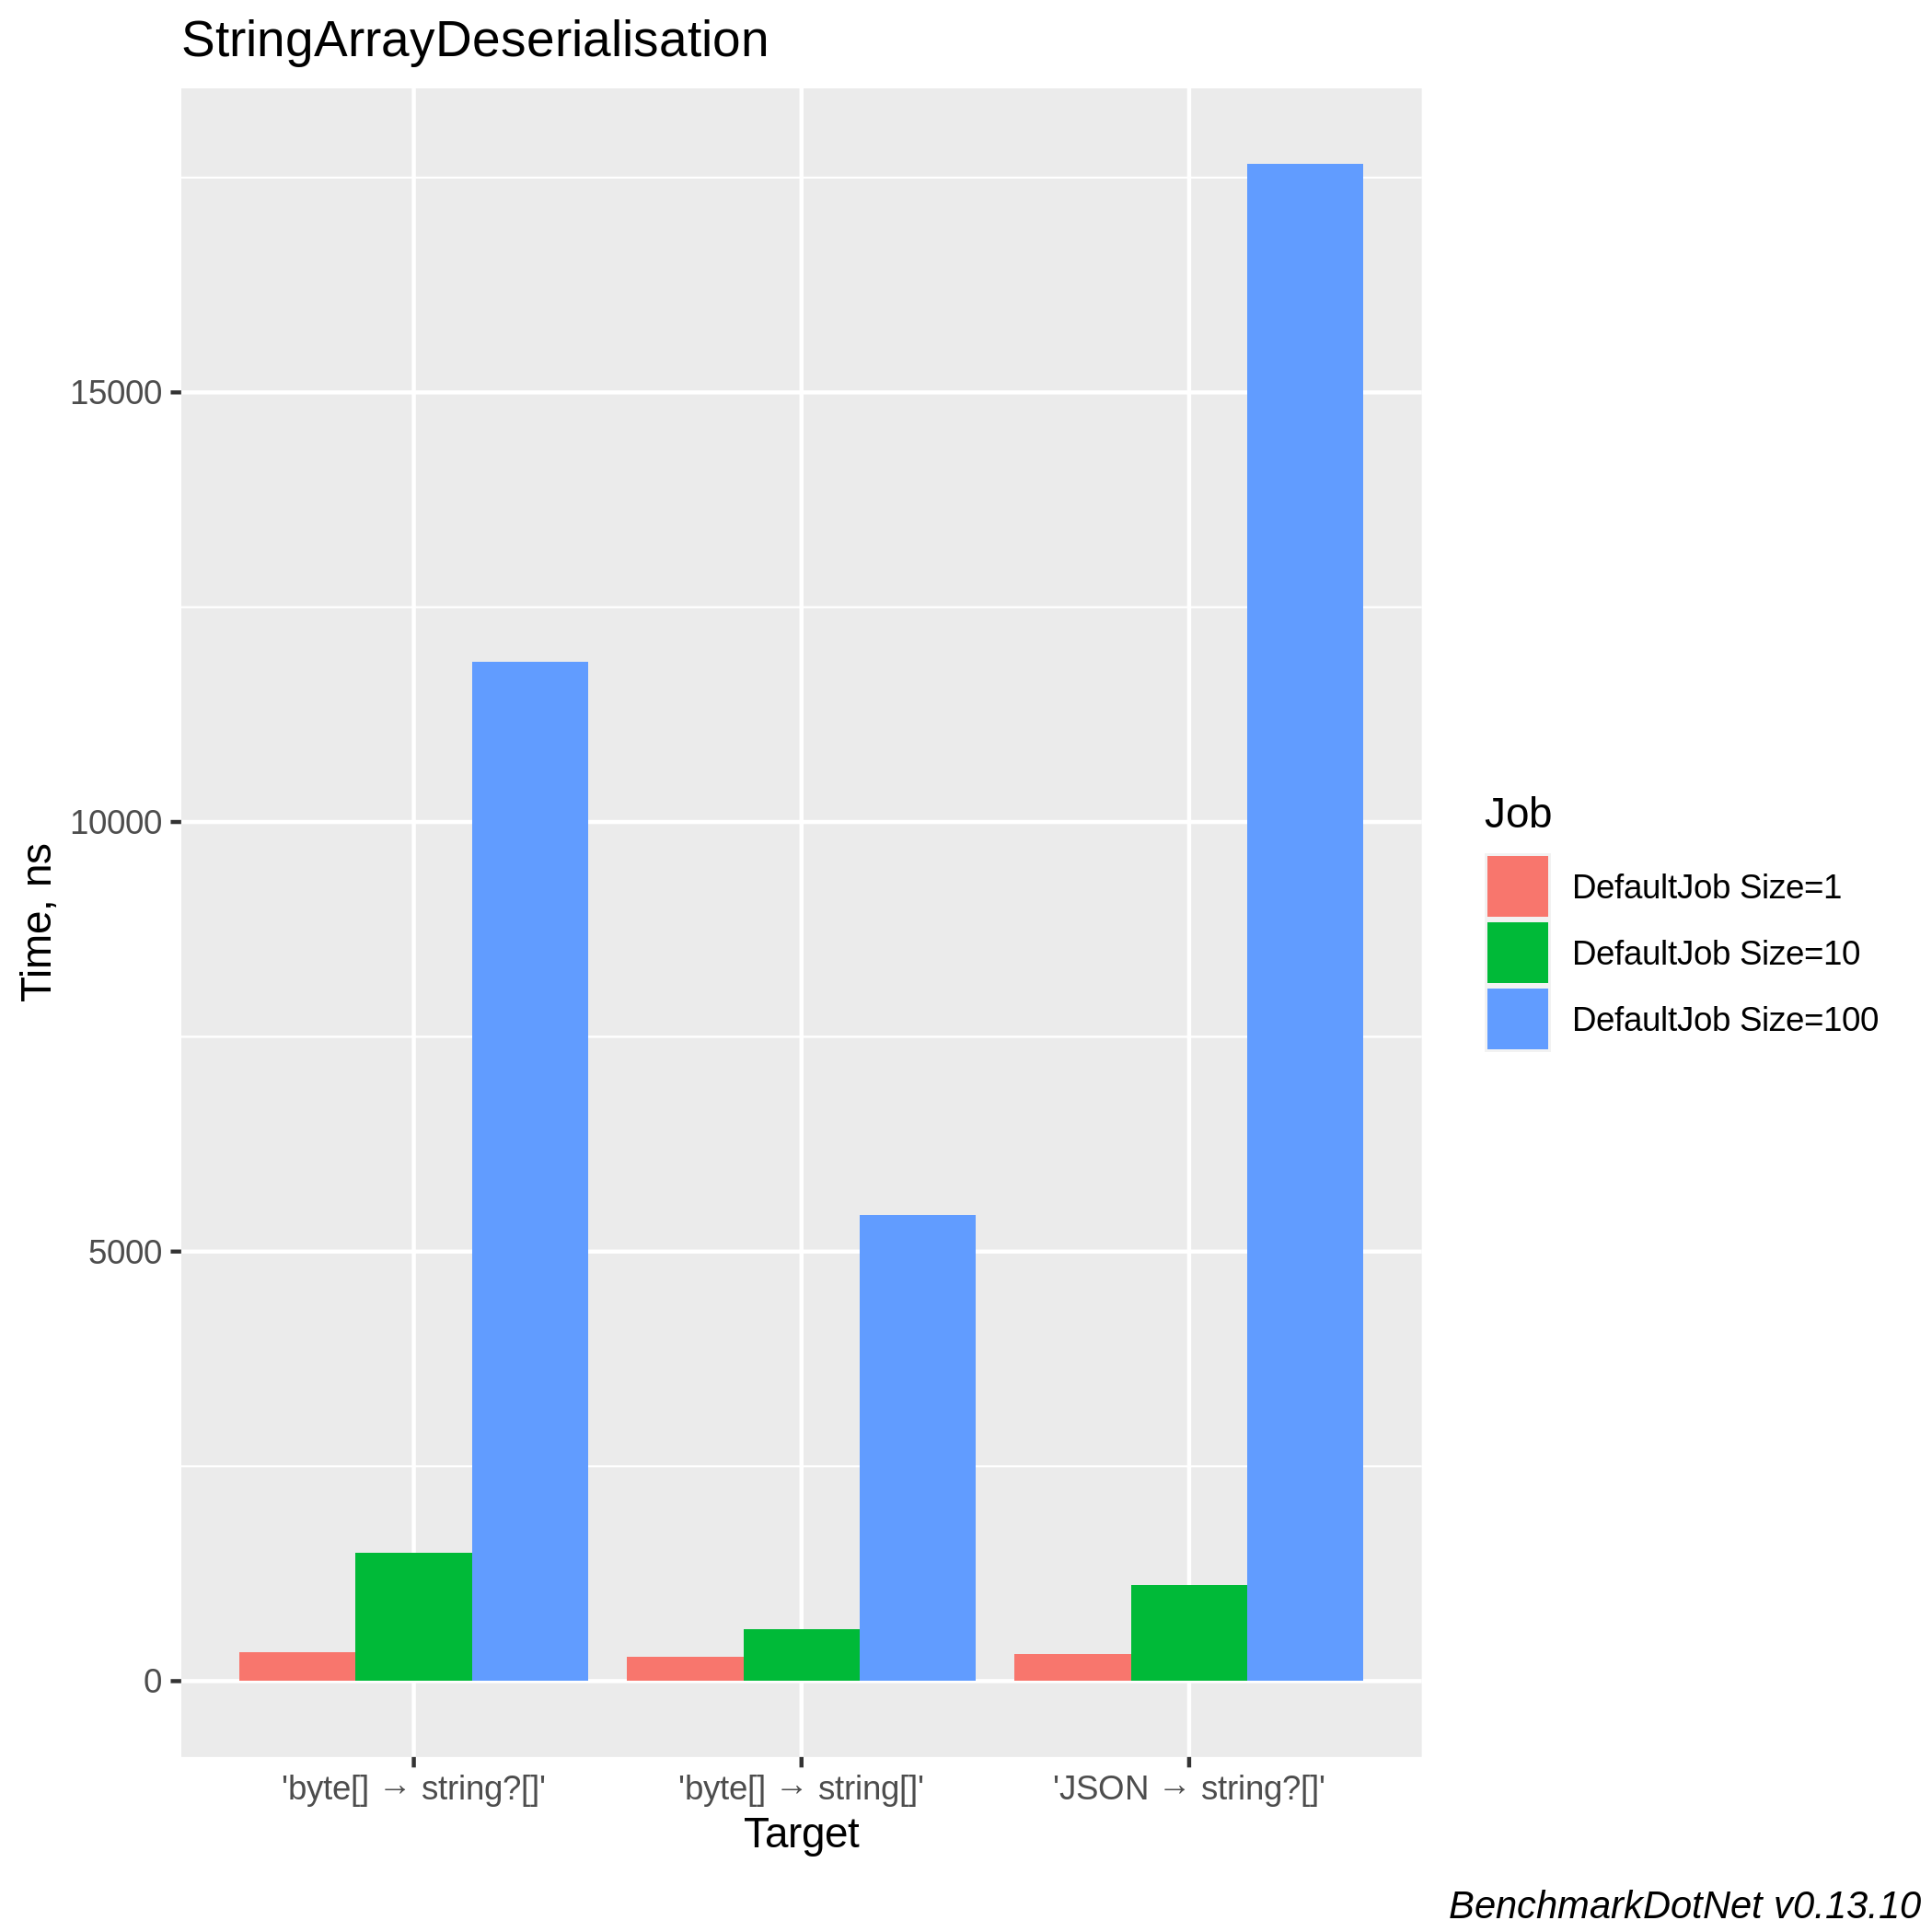 StringArrayDeserialisation
Time, ns
15000
10000
5000
0
'byte[] → string?[]'
'byte[] → string[]'
'JSON → string?[]'
Target
Job
DefaultJob Size=1
DefaultJob Size=10
DefaultJob Size=100
BenchmarkDotNet v0.13.10